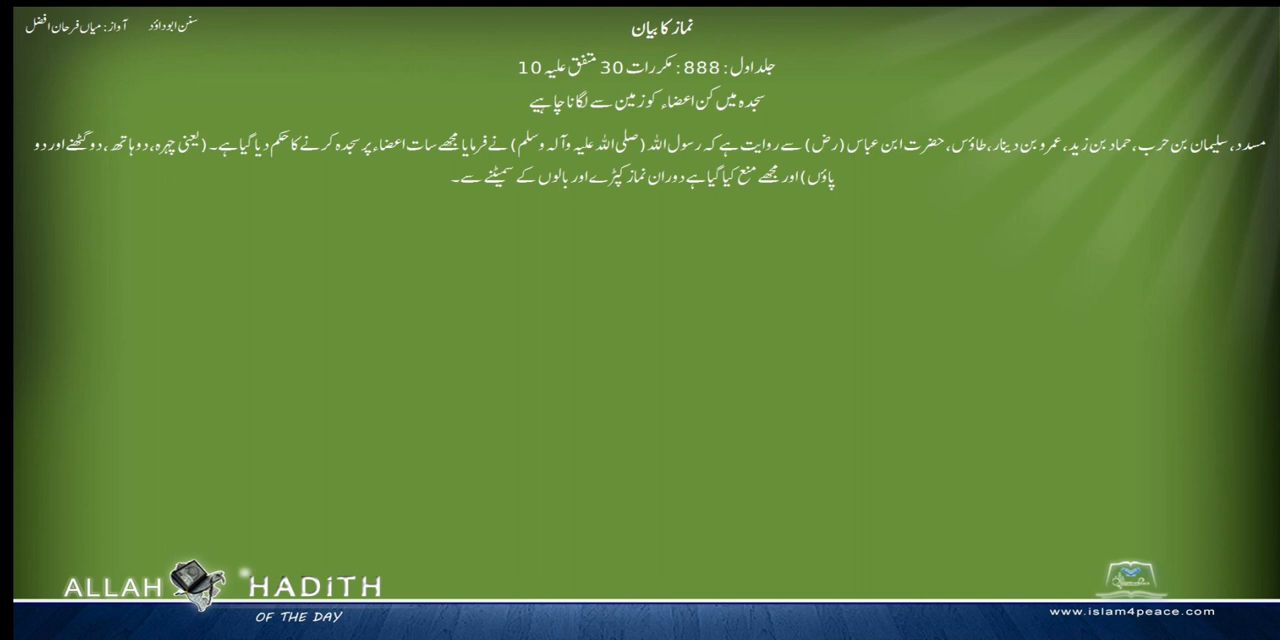 سنن ابوداؤد آواز: میاں فرحان افضل
نماز کا بیان
جلد اول: 888: مکررات 30 متفق علیہ 10
سجدہ میں کن اعضاء کو زمین سے لگانا چاہیے
مسدد، سلیمان بن حرب، حماد بن زید، عمرو بن دینار، طاؤس، حضرت ابن عباس (رض) سے روایت ہے کہ رسول اللہ (صلی اللہ علیہ وآلہ وسلم) نے فرمایا مجھے سات اعضاء پر سجدہ کرنے کا حکم دیا گیا ہے۔ (یعنی چہرہ، دو ہاتھ، دو گھٹنے اور دو
پاؤں) اور مجھے منع کیا گیا ہے دوران نماز کپڑے اور بالوں کے سمیٹنے سے۔
ALLAH HADITH
OF THE DAY
www.islam4peace.com